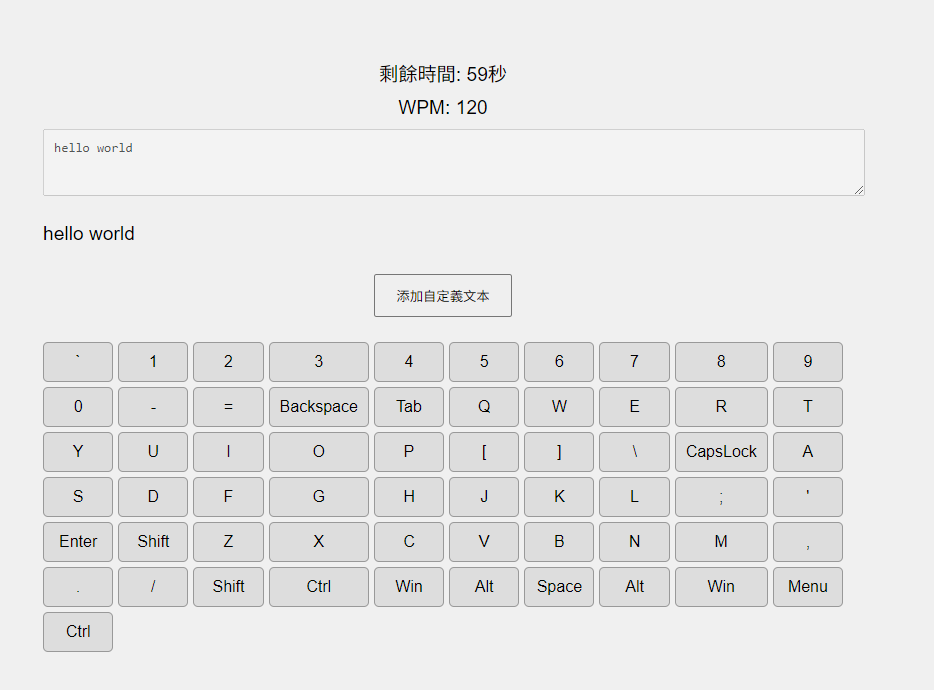 剩餘時間: 59秒
WPM: 120
hello world
hello world
添加自定義文本
` 1 2 3 4 5 6 7 8 9
0 - = Backspace Tab Q W E R T
Y U I O P [ ] \ CapsLock A
S D F G H J K L ; '
Enter Shift Z X C V B N M ,
. / Shift Ctrl Win Alt Space Alt Win Menu
Ctrl